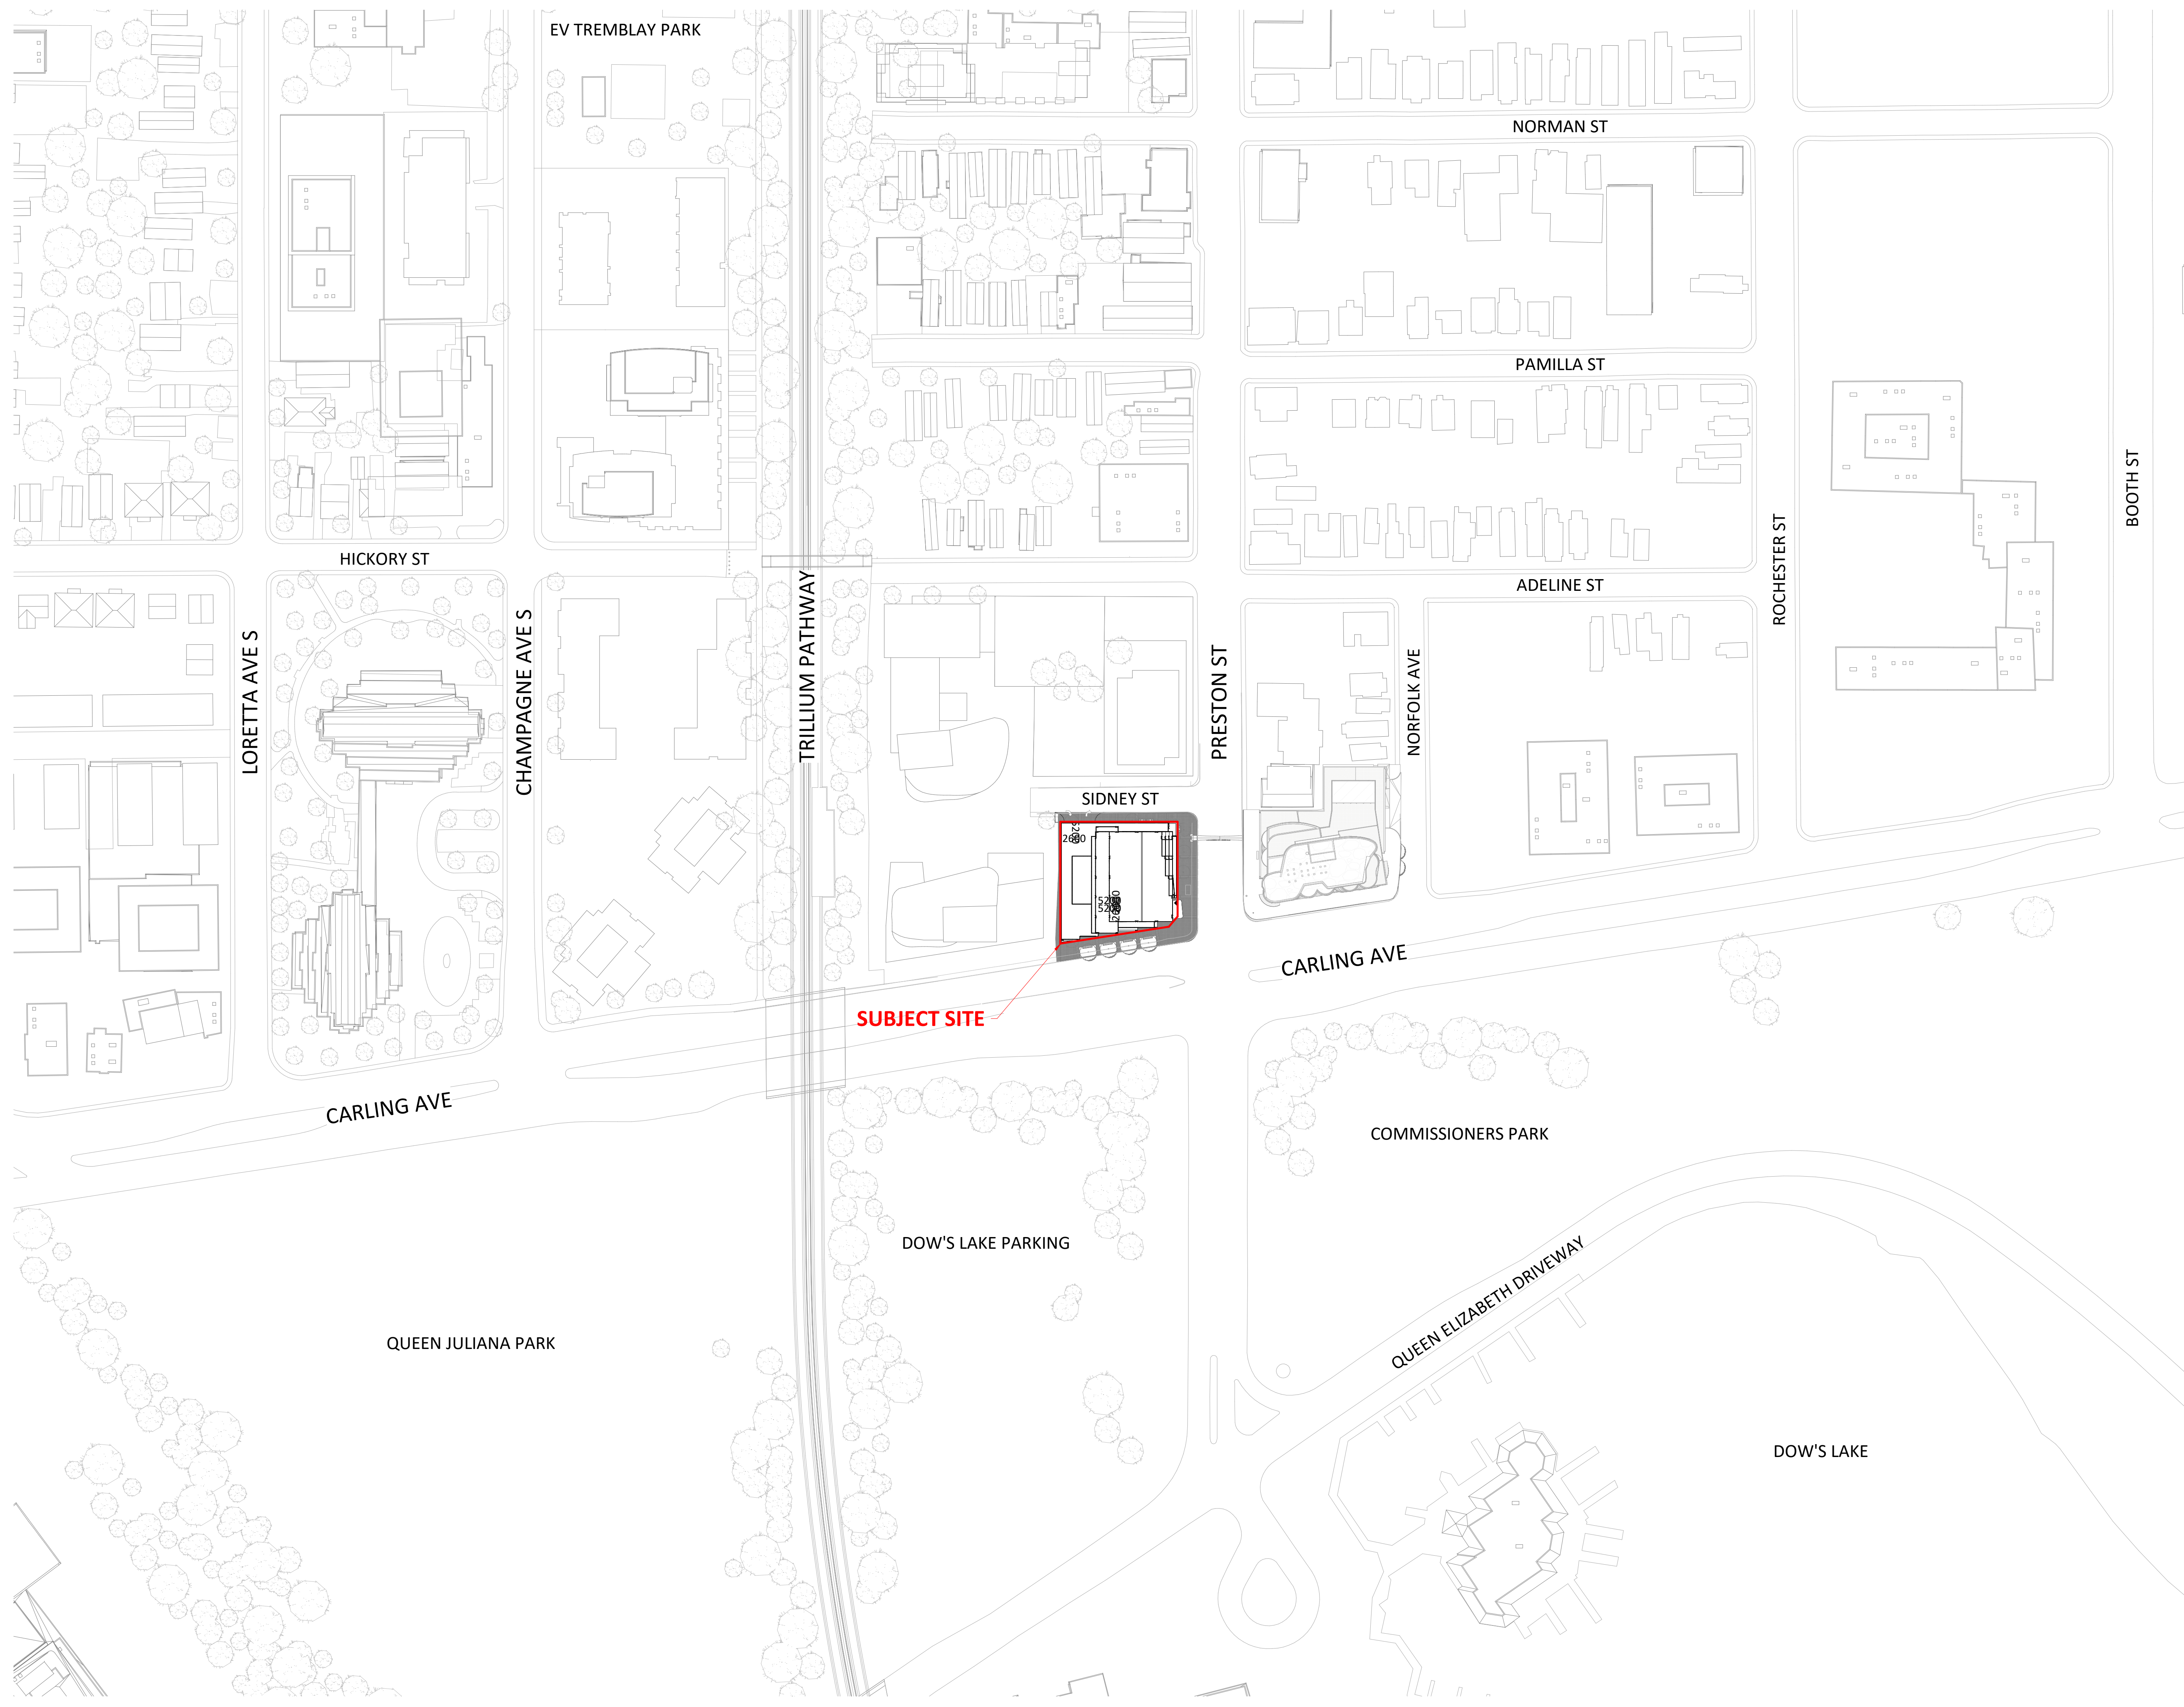 EV TREMBLAY PARK
NORMAN ST
PAMILLA ST
BOOTH ST
ROCHESTER ST
HICKORY ST
ADELINE ST
TRILLIUM PATHWAY
LORETTA AVE S
CHAMPAGNE AVE S
PRESTON ST
NORFOLK AVE
SIDNEY ST
2600
CARLING AVE
SUBJECT SITE
CARLING AVE
COMMISSIONERS PARK
DOW'S LAKE PARKING
QUEEN ELIZABETH DRIVEWAY
QUEEN JULIANA PARK
DOW'S LAKE